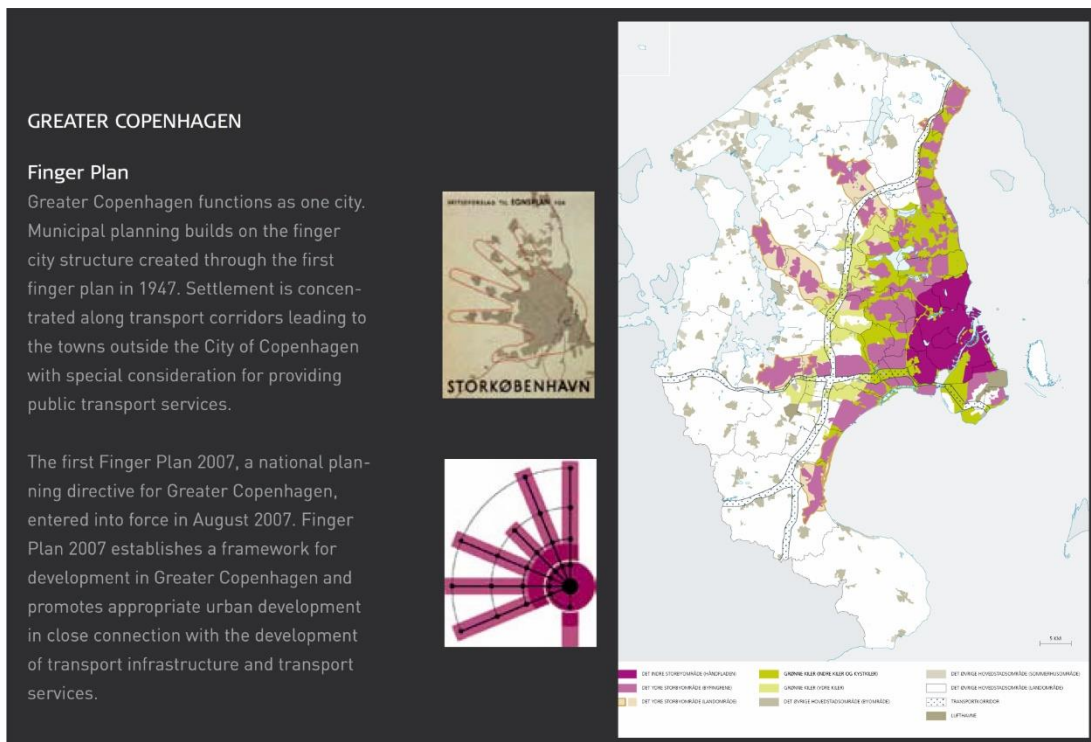 GREATER COPENHAGEN
Finger Plan
Greater Copenhagen functions as one city.
Municipal planning builds on the finger
city structure created through the first
finger plan in 1947. Settlement is concen-
trated along transport corridors leading to
the towns outside the City of Copenhagen
with special consideration for providing
public transport services.
The first Finger Plan 2007, a national plan-
ning directive for Greater Copenhagen,
entered into force in August 2007. Finger
Plan 2007 establishes a framework for
development in Greater Copenhagen and
promotes appropriate urban development
in close connection with the development
of transport infrastructure and transport
services.
SKITSEFORSLAG TIL EGNSPLAN FOR
STORKØBENHAVN
5 KM
DET INDRE STORBYOMRÅDE (HÅNDFLADEN)
DET YDRE STORBYOMRÅDE (BYFINGRENE)
DET YDRE STORBYOMRÅDE (LANDOMRÅDE)
GRØNNE KILER (INDRE KILER OG KYSTKILER)
GRØNNE KILER (YDRE KILER)
DET ØVRIGE HOVEDSTADSOMRÅDE (BYOMRÅDE)
DET ØVRIGE HOVEDSTADSOMRÅDE (SOMMERHUSOMRÅDE)
DET ØVRIGE HOVEDSTADSOMRÅDE (LANDOMRÅDE)
TRANSPORTKORRIDOR
LUFTHAVNE